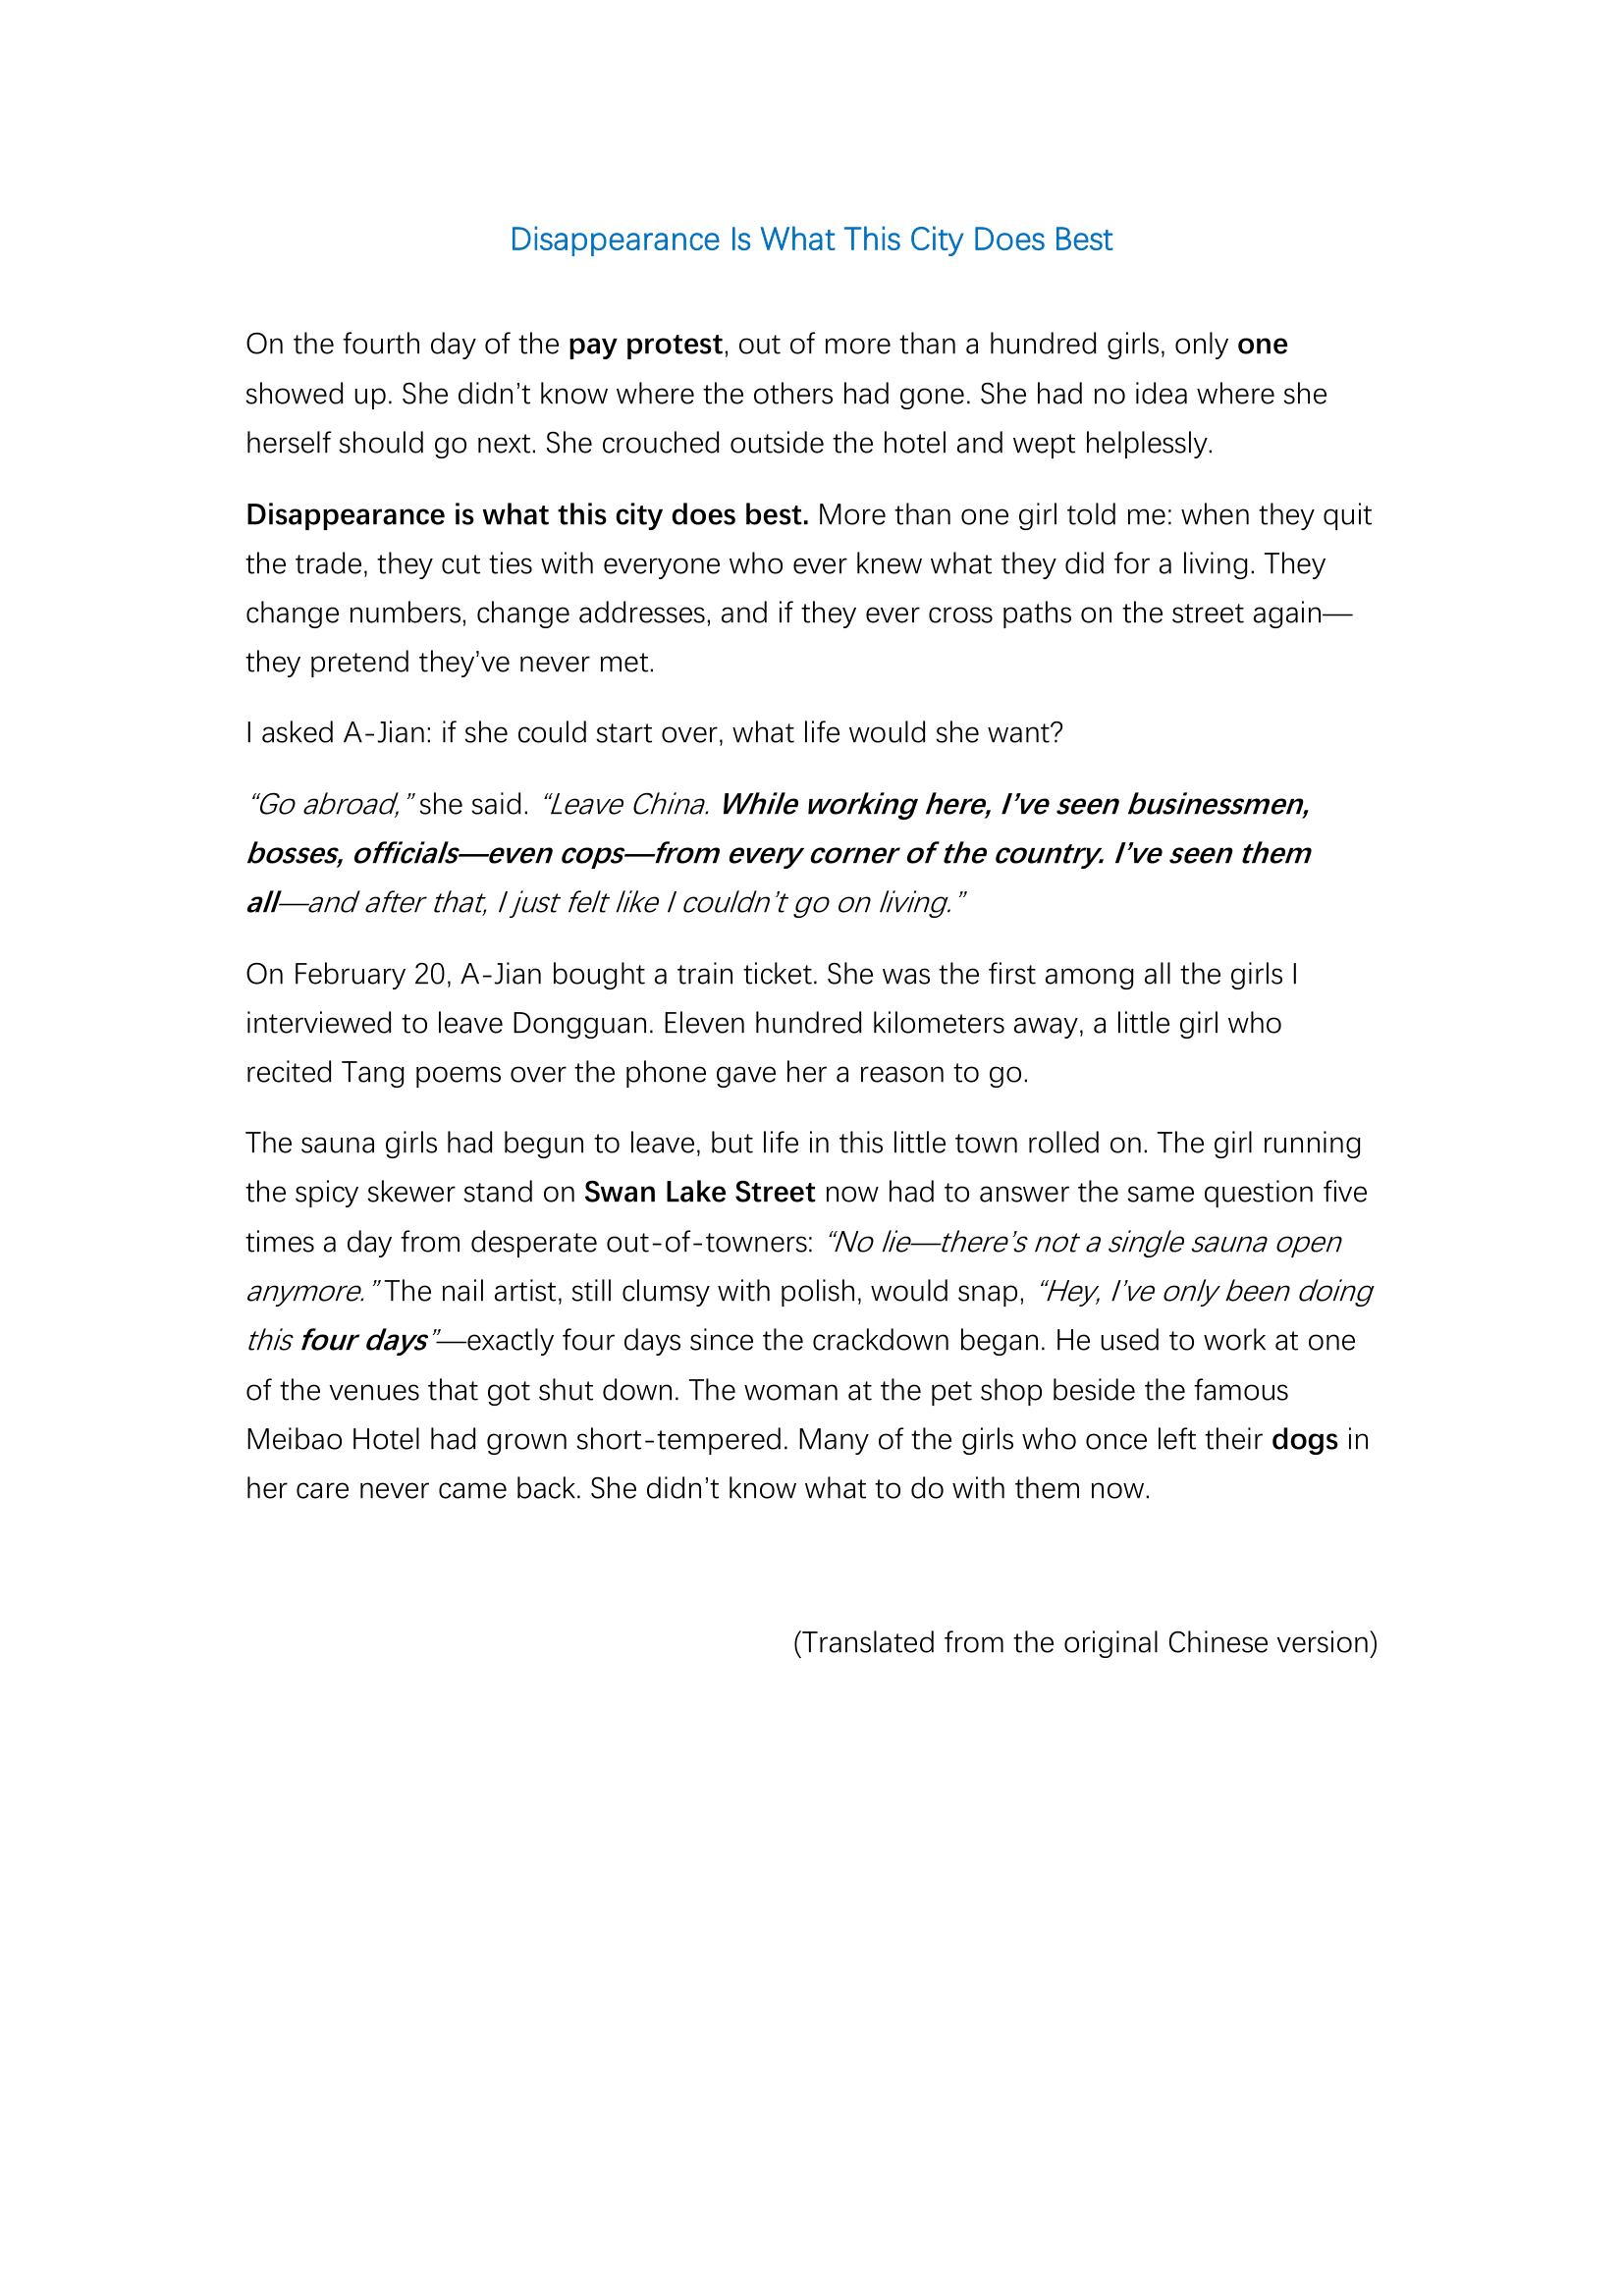 Disappearance Is What This City Does Best
On the fourth day of the pay protest, out of more than a hundred girls, only one
showed up. She didn’t know where the others had gone. She had no idea where she
herself should go next. She crouched outside the hotel and wept helplessly.
Disappearance is what this city does best. More than one girl told me: when they quit
the trade, they cut ties with everyone who ever knew what they did for a living. They
change numbers, change addresses, and if they ever cross paths on the street again—
they pretend they’ve never met.
I asked A-Jian: if she could start over, what life would she want?
“Go abroad,” she said. “Leave China. While working here, I’ve seen businessmen,
bosses, officials—even cops—from every corner of the country. I’ve seen them
all—and after that, I just felt like I couldn’t go on living.”
On February 20, A-Jian bought a train ticket. She was the first among all the girls I
interviewed to leave Dongguan. Eleven hundred kilometers away, a little girl who
recited Tang poems over the phone gave her a reason to go.
The sauna girls had begun to leave, but life in this little town rolled on. The girl running
the spicy skewer stand on Swan Lake Street now had to answer the same question five
times a day from desperate out-of-towners: “No lie—there’s not a single sauna open
anymore.” The nail artist, still clumsy with polish, would snap, “Hey, I’ve only been doing
this four days”—exactly four days since the crackdown began. He used to work at one
of the venues that got shut down. The woman at the pet shop beside the famous
Meibao Hotel had grown short-tempered. Many of the girls who once left their dogs in
her care never came back. She didn’t know what to do with them now.
(Translated from the original Chinese version)